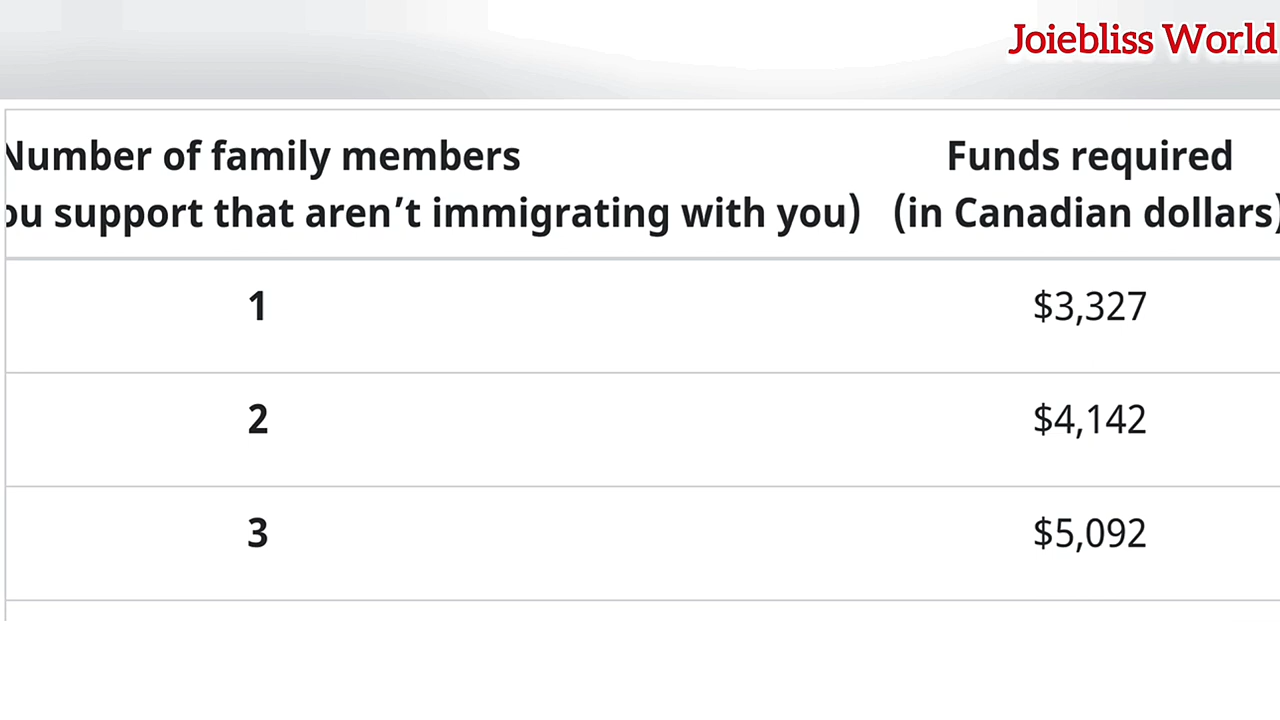 Joiebliss World
Number of family members
ou support that aren’t immigrating with you)
Funds required
(in Canadian dollars)
1 $3,327
2 $4,142
3 $5,092